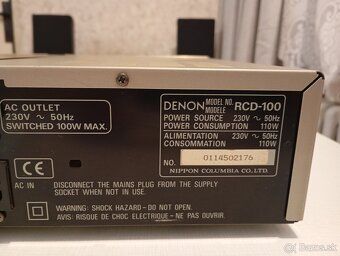 AC OUTLET
230V ~ 50Hz
SWITCHED 100W MAX.
DENON MODEL NO. MODELE RCD-100
POWER SOURCE 230V ~ 50Hz
POWER CONSUMPTION 110W
ALIMENTATION 230V ~ 50Hz
CONSOMMATION 110W
NO. 0114502176
NIPPON COLUMBIA CO., LTD.
CE
AC IN
DISCONNECT THE MAINS PLUG FROM THE SUPPLY
SOCKET WHEN NOT IN USE.
WARNING: SHOCK HAZARD - DO NOT OPEN.
AVIS: RISQUE DE CHOC ELECTRIQUE - NE PAS OUVRIR.
bazos.sk